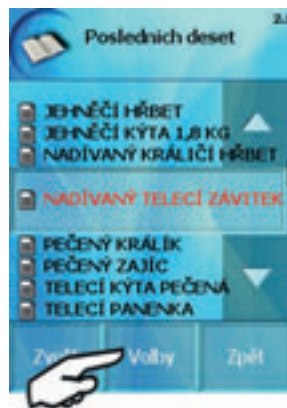 Posledních deset
JEHNĚČÍ HŘBET
JEHNĚČÍ KÝTA 1,8 KG
NADÍVANÝ KRÁLIČÍ HŘBET
NADÍVANÝ TELECÍ ZÁVITEK
PEČENÝ KRÁLÍK
PEČENÝ ZAJÍC
TELECÍ KÝTA PEČENÁ
TELECÍ PANENKA
Volby Zpět